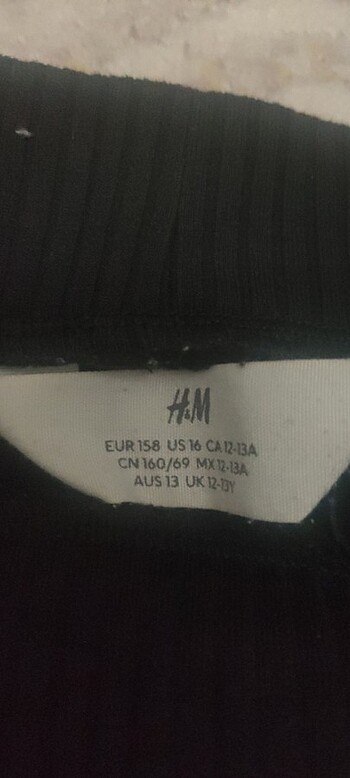 H&M
EUR 158 US 16 CA 12-13A
CN 160/69 MX 12-13A
AUS 13 UK 12-13Y